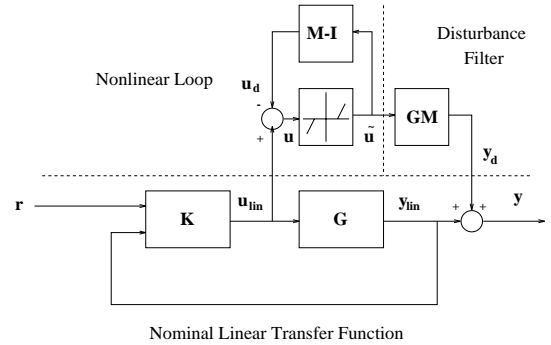 M-I
Disturbance
Filter
Nonlinear Loop
u_d
-
+
u
ũ
GM
y_d
r
K
u_lin
G
y_lin
+
+
y
Nominal Linear Transfer Function